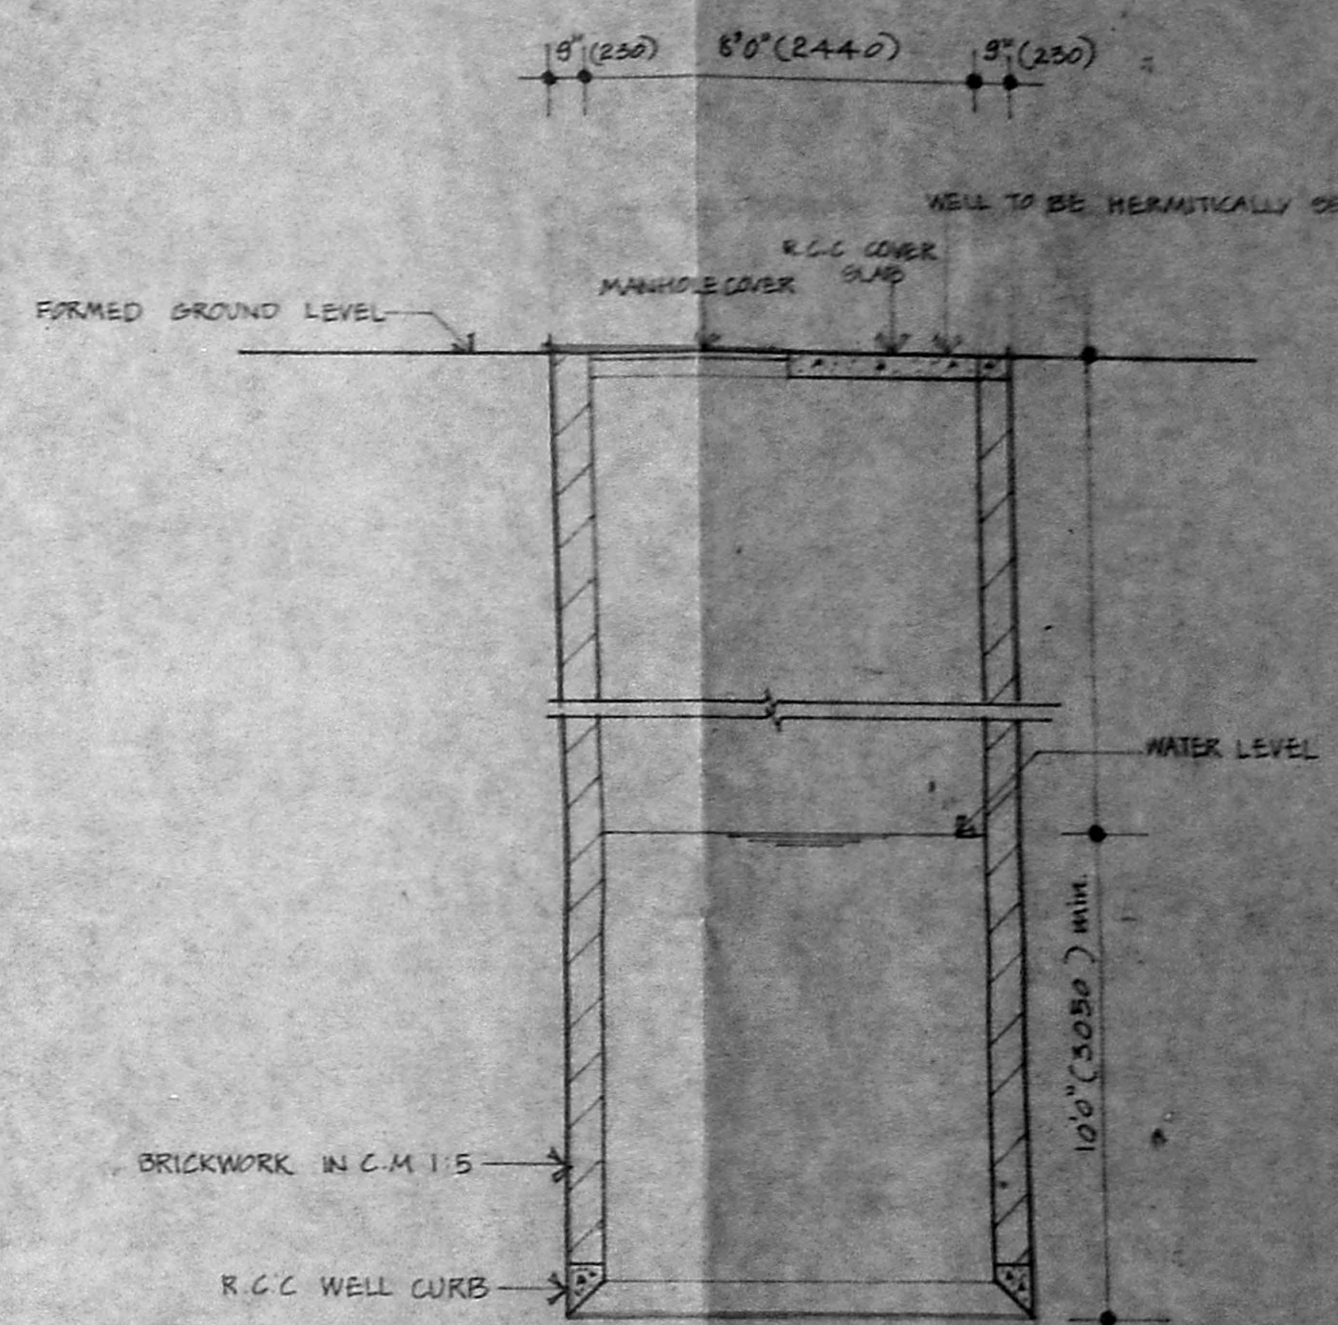 9"(230) 8'0"(2440) 9"(230)
WELL TO BE HERMITICALLY
R.C.C COVER
SLAB
MANHOLE COVER
FORMED GROUND LEVEL
WATER LEVEL
10'0"(3050) min.
BRICKWORK IN C.M 1:5
R.C.C WELL CURB